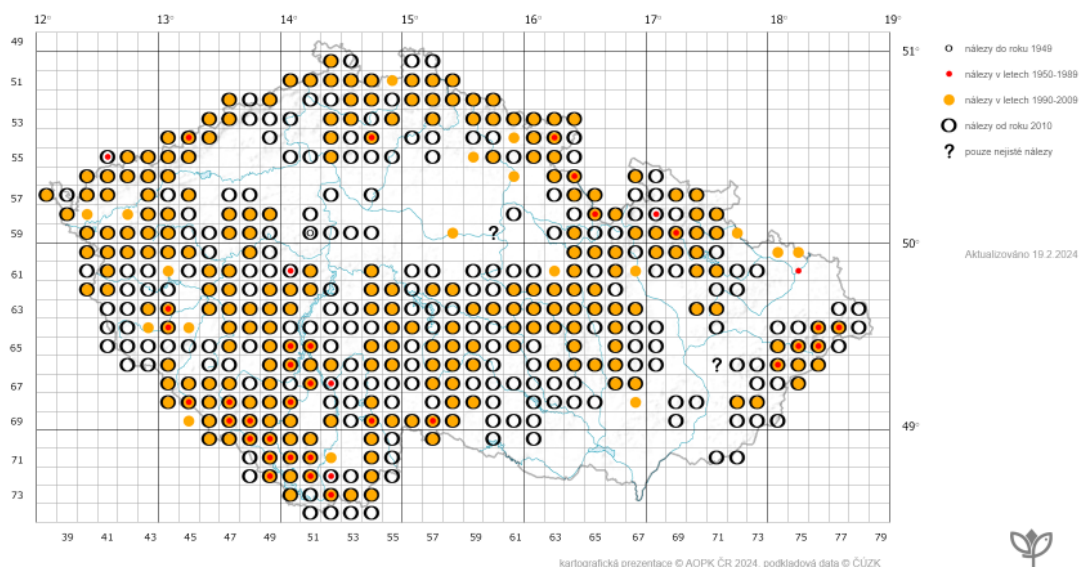 12° 13° 14° 15° 16° 17° 18° 19°
49
51°
nálezy do roku 1949
51
nálezy v letech 1950-1989
nálezy v letech 1990-2009
53
nálezy od roku 2010
55
? pouze nejisté nálezy
57
59
?
50°
Aktualizováno 19.2.2024
61
63
65
?
67
69
49°
71
73
39 41 43 45 47 49 51 53 55 57 59 61 63 65 67 69 71 73 75 77 79
kartografická prezentace © AOPK ČR 2024, podkladová data © ČÚZK